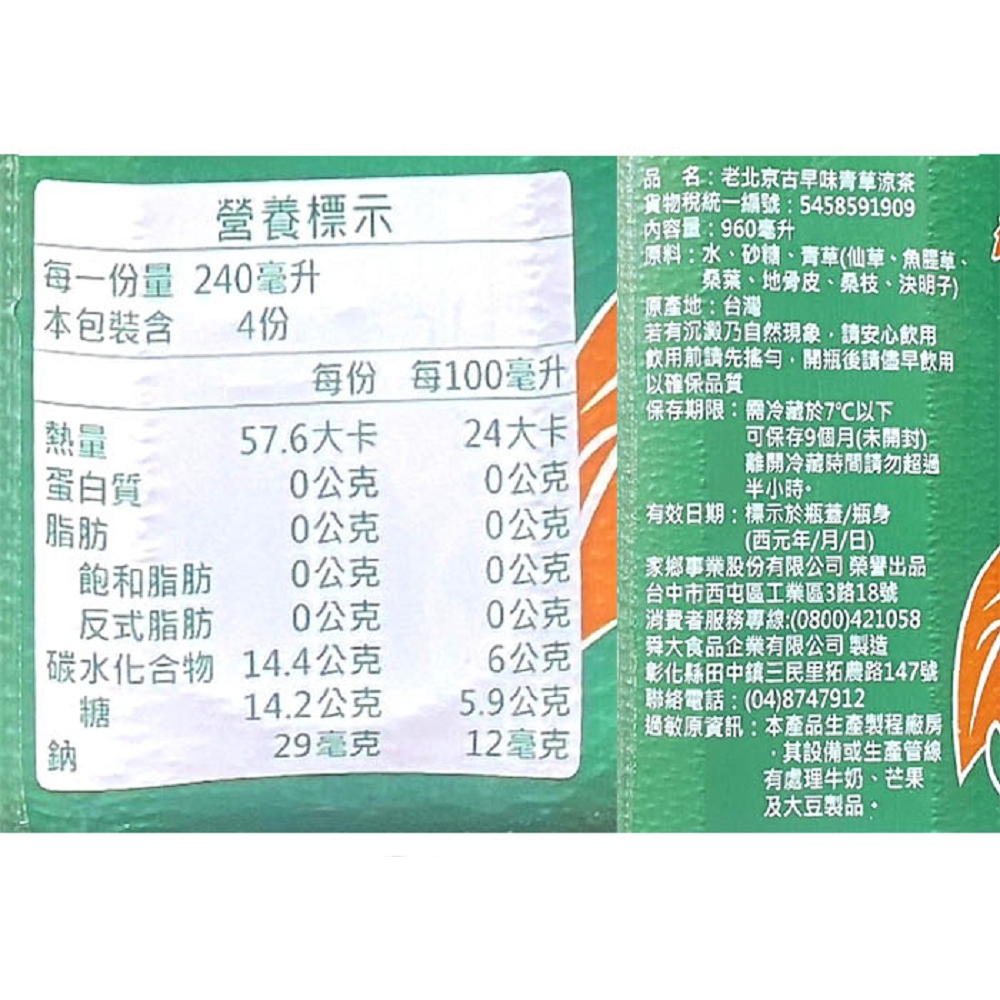 營養標示
每一份量 240毫升
本包裝含 4份
每份 每100毫升
熱量 57.6大卡 24大卡
蛋白質 0公克 0公克
脂肪 0公克 0公克
飽和脂肪 0公克 0公克
反式脂肪 0公克 0公克
碳水化合物 14.4公克 6公克
糖 14.2公克 5.9公克
鈉 29毫克 12毫克
品 名：老北京古早味青草涼茶
貨物稅統一編號：5458591909
內容量：960毫升
原料：水、砂糖、青草(仙草、魚腥草、
桑葉、地骨皮、桑枝、決明子)
原產地：台灣
若有沉澱乃自然現象，請安心飲用
飲用前請先搖勻，開瓶後請儘早飲用
以確保品質
保存期限：需冷藏於7℃以下
可保存9個月(未開封)
離開冷藏時間請勿超過
半小時。
有效日期：標示於瓶蓋/瓶身
(西元年/月/日)
家鄉事業股份有限公司 榮譽出品
台中市西屯區工業區3路18號
消費者服務專線:(0800)421058
舜大食品企業有限公司 製造
彰化縣田中鎮三民里拓農路147號
聯絡電話：(04)8747912
過敏原資訊：本產品生產製程廠房
，其設備或生產管線
有處理牛奶、芒果
及大豆製品。